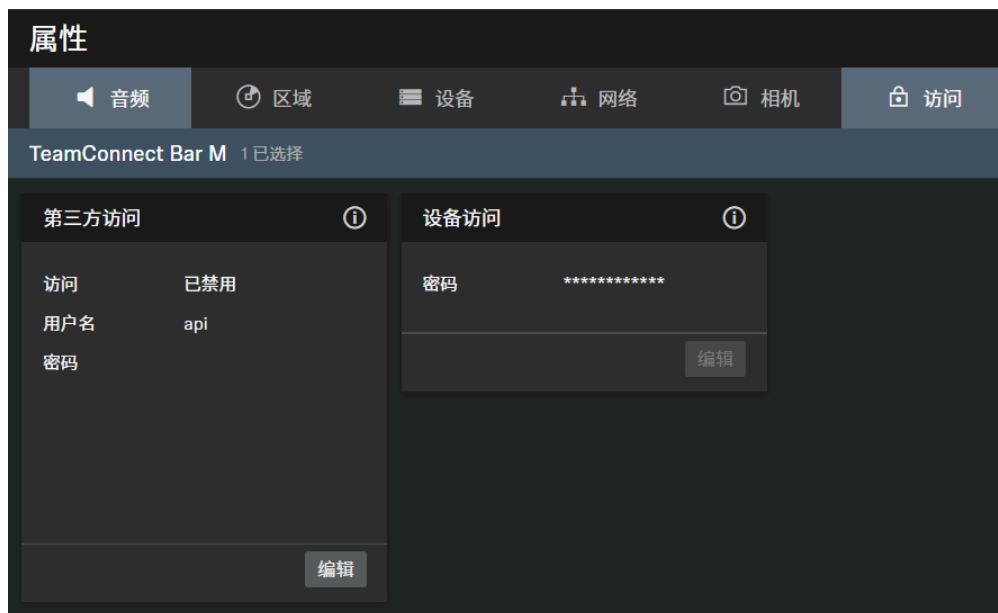 属性
音频 区域 设备 网络 相机 访问
TeamConnect Bar M 1 已选择
第三方访问
访问 已禁用
用户名 api
密码
编辑
设备访问
密码 ************
编辑